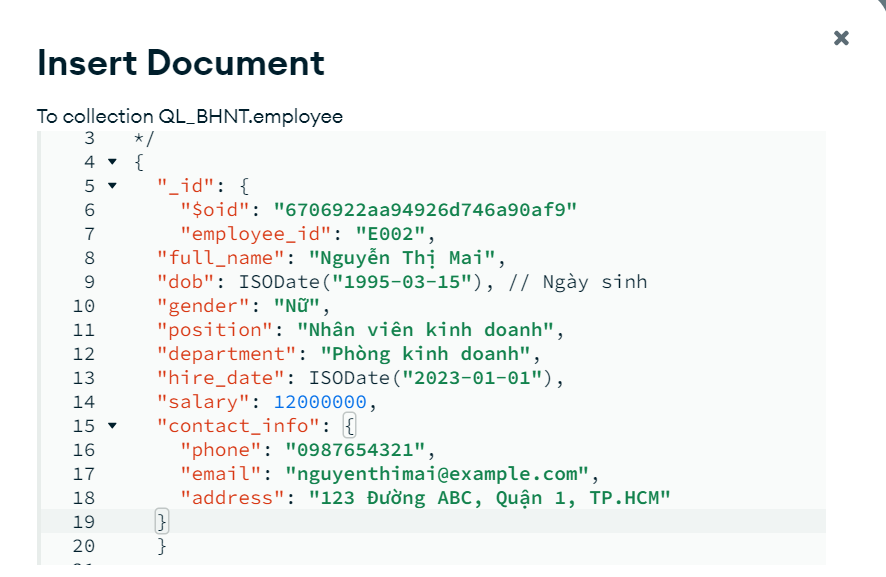 Insert Document
To collection QL_BHNT.employee
3 */
4 {
5 "_id": {
6 "$oid": "6706922aa94926d746a90af9"
7 "employee_id": "E002",
8 "full_name": "Nguyễn Thị Mai",
9 "dob": ISODate("1995-03-15"), // Ngày sinh
10 "gender": "Nữ",
11 "position": "Nhân viên kinh doanh",
12 "department": "Phòng kinh doanh",
13 "hire_date": ISODate("2023-01-01"),
14 "salary": 12000000,
15 "contact_info": {
16 "phone": "0987654321",
17 "email": "nguyenthimai@example.com",
18 "address": "123 Đường ABC, Quận 1, TP.HCM"
19 }
20 }